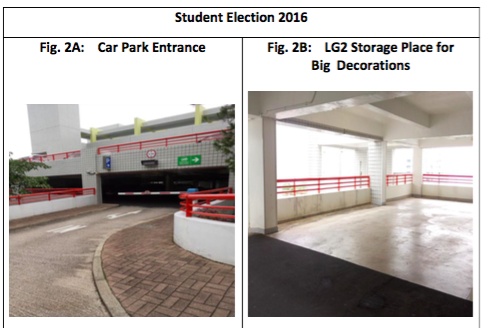 Student Election 2016
Fig. 2A: Car Park Entrance
Fig. 2B: LG2 Storage Place for
Big Decorations